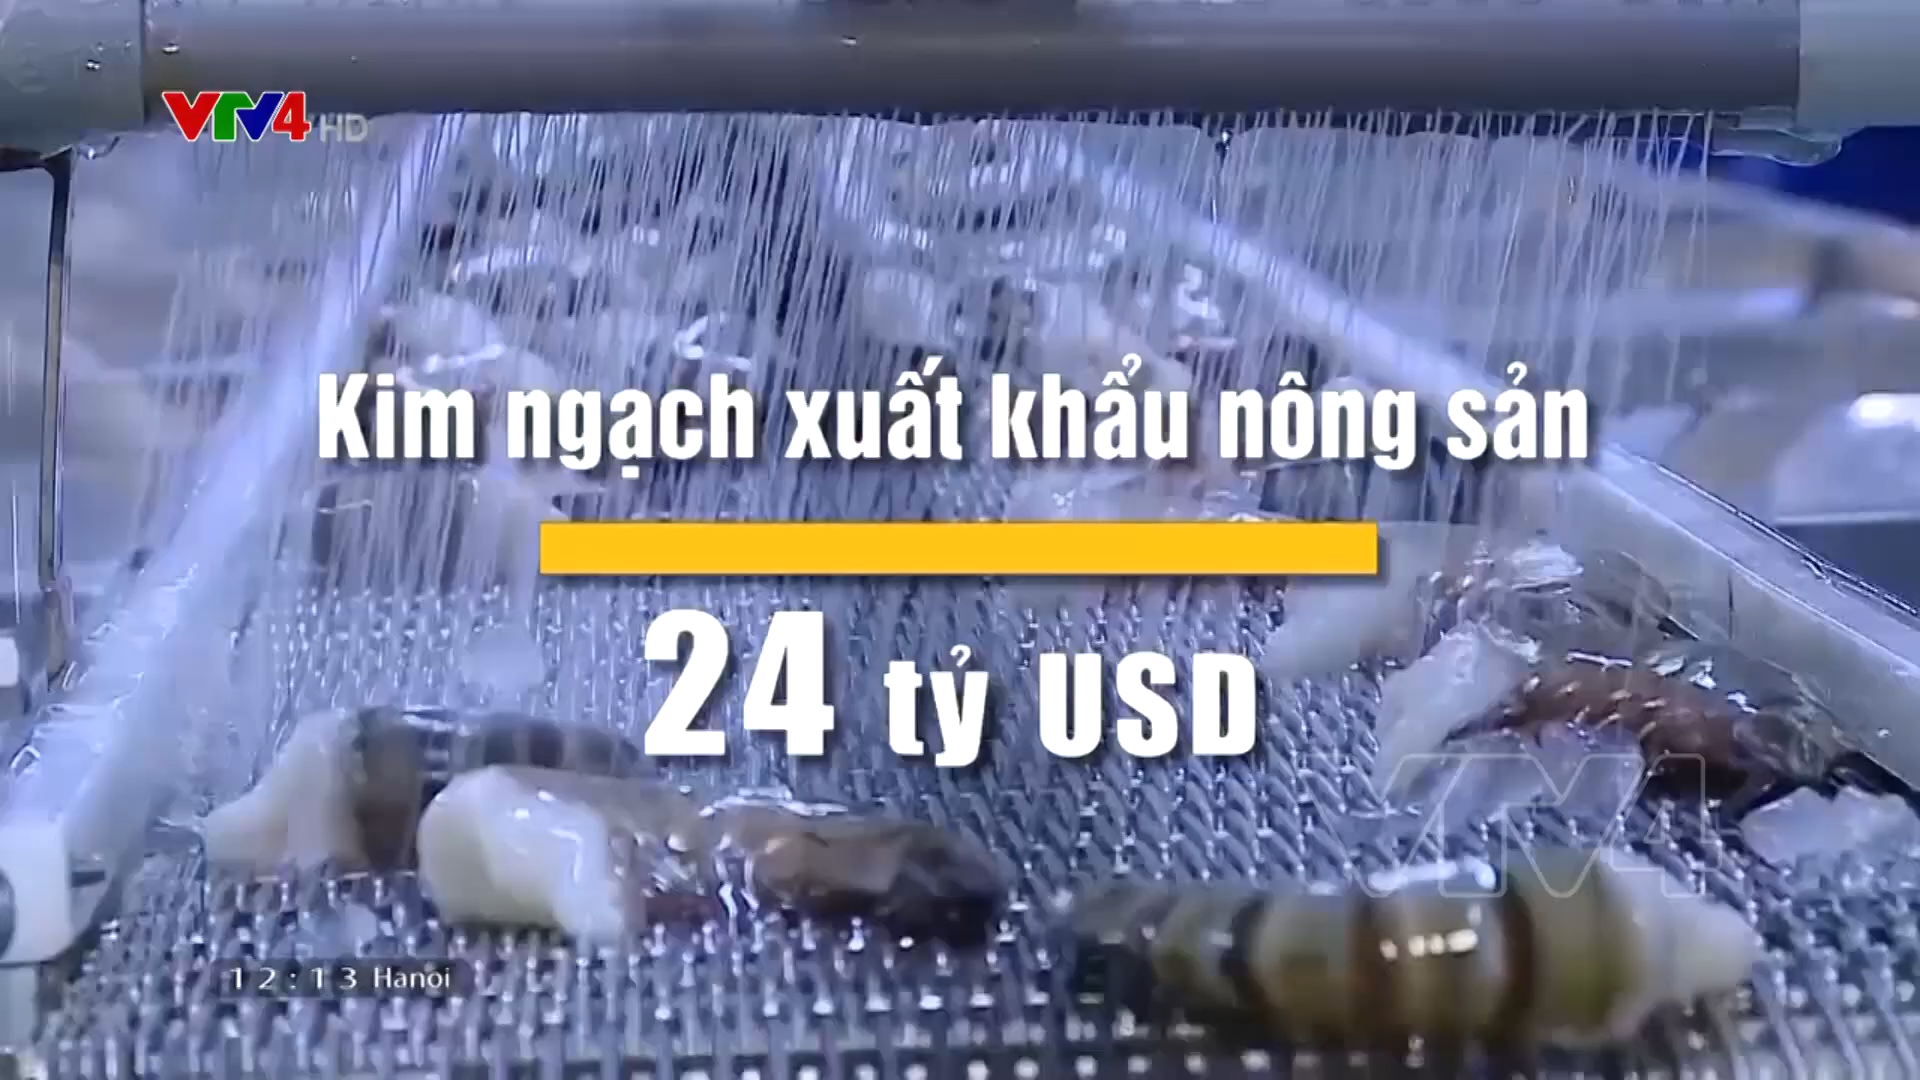 VTV4 HD
Kim ngạch xuất khẩu nông sản
24 tỷ USD
VTV4
12:13 Hanoi